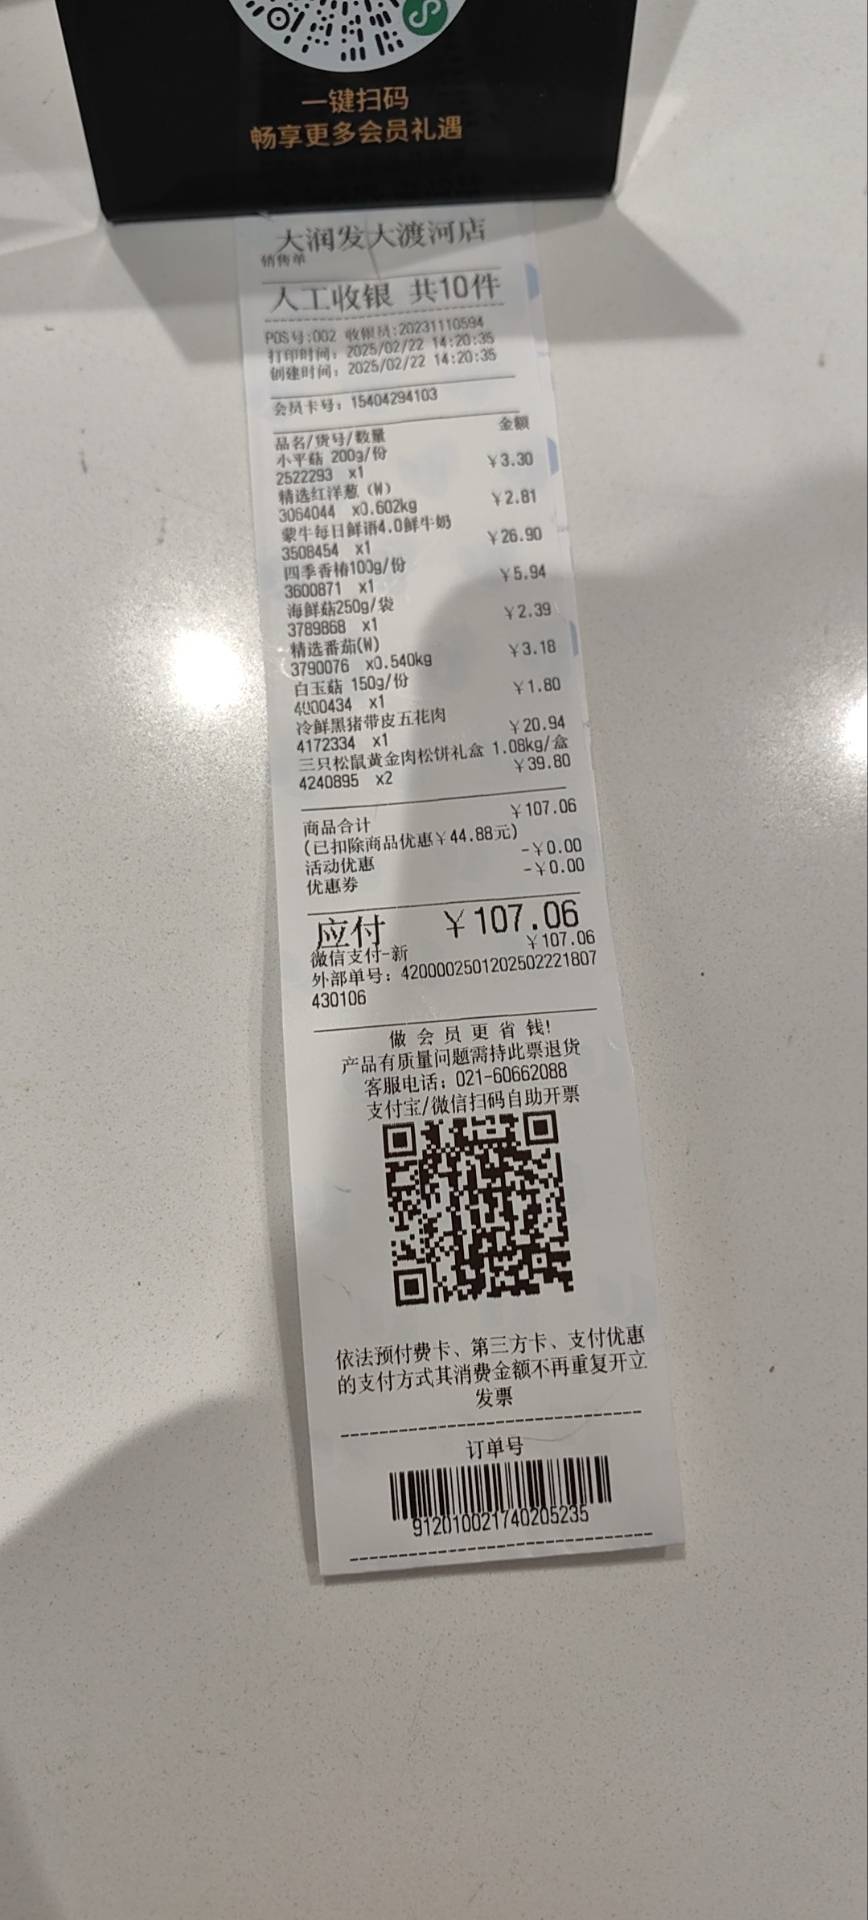 一键扫码
畅享更多会员礼遇
大润发大渡河店
销售单
人工收银 共10件
POS号:002 收银员:20231110594
打印时间：2025/02/22 14:20:35
创建时间：2025/02/22 14:20:35
会员卡号：15404294103
品名/货号/数量 金额
小平菇 200g/份
2522293 x1 ￥3.30
精选红洋葱（W）
3064044 x0.602kg ￥2.81
蒙牛每日鲜语4.0鲜牛奶
3508454 x1 ￥26.90
四季香椿100g/份
3600871 x1 ￥5.94
海鲜菇250g/袋
3789868 x1 ￥2.39
精选番茄(W)
3790076 x0.540kg ￥3.18
白玉菇 150g/份
4000434 x1 ￥1.80
冷鲜黑猪带皮五花肉
4172334 x1 ￥20.94
三只松鼠黄金肉松饼礼盒 1.08kg/盒
4240895 x2 ￥39.80
商品合计 ￥107.06
(已扣除商品优惠￥44.88元)
活动优惠 -￥0.00
优惠券 -￥0.00
应付 ￥107.06
微信支付-新 ￥107.06
外部单号：4200002501202502221807
430106
做 会 员 更 省 钱!
产品有质量问题需持此票退货
客服电话：021-60662088
支付宝/微信扫码自助开票
依法预付费卡、第三方卡、支付优惠
的支付方式其消费金额不再重复开立
发票
订单号
912010021740205235